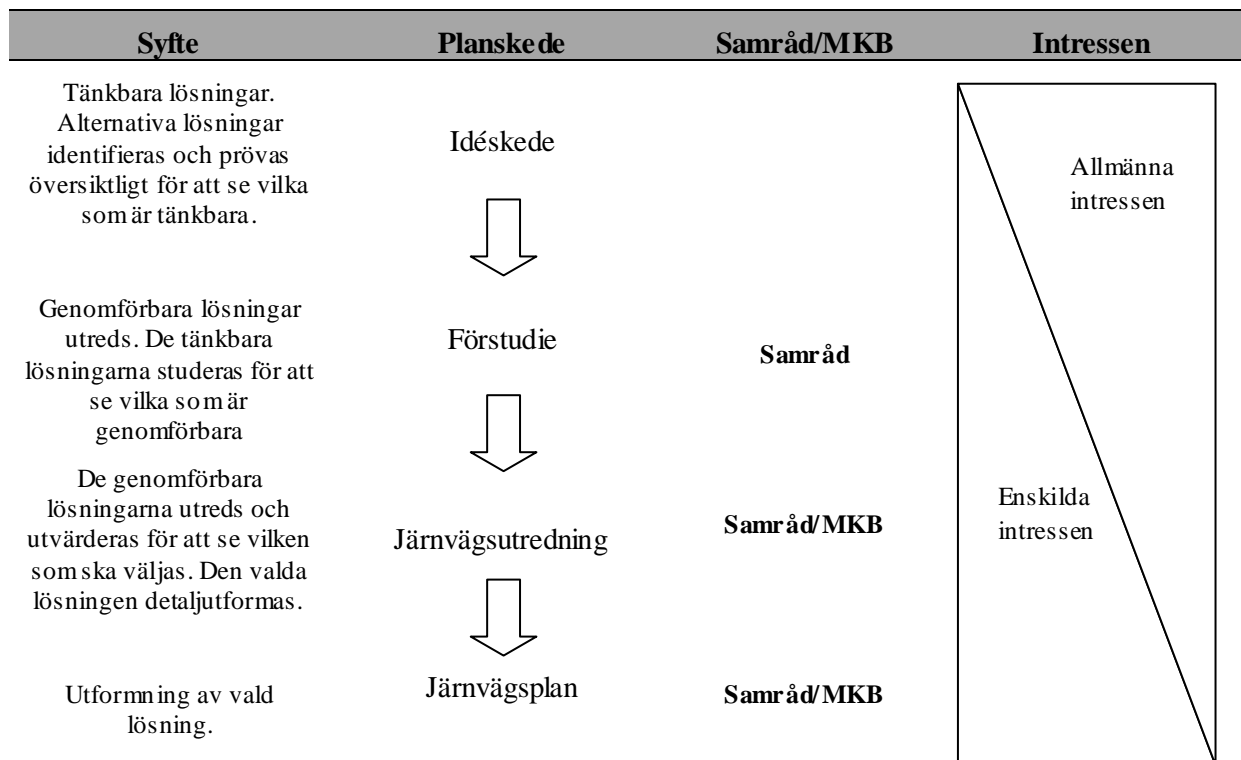 Syfte Planskede Samråd/MKB Intressen
Tänkbara lösningar.
Alternativa lösningar
identifieras och prövas
översiktligt för att se vilka
som är tänkbara.
Idéskede
Allmänna
intressen
Genomförbara lösningar
utreds. De tänkbara
lösningarna studeras för att
se vilka som är
genomförbara
Förstudie
Samråd
De genomförbara
lösningarna utreds och
utvärderas för att se vilken
som ska väljas. Den valda
lösningen detaljutformas.
Järnvägsutredning
Samråd/MKB
Enskilda
intressen
Utformning av vald
lösning.
Järnvägsplan
Samråd/MKB